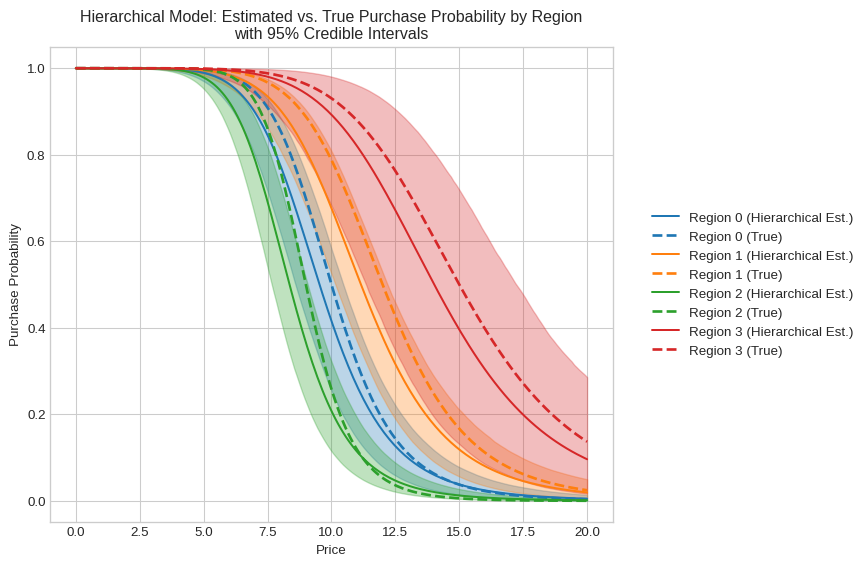 Hierarchical Model: Estimated vs. True Purchase Probability by Region
with 95% Credible Intervals
1.0
0.8
0.6
0.4
0.2
0.0
Purchase Probability
0.0 2.5 5.0 7.5 10.0 12.5 15.0 17.5 20.0
Price
Region 0 (Hierarchical Est.)
Region 0 (True)
Region 1 (Hierarchical Est.)
Region 1 (True)
Region 2 (Hierarchical Est.)
Region 2 (True)
Region 3 (Hierarchical Est.)
Region 3 (True)